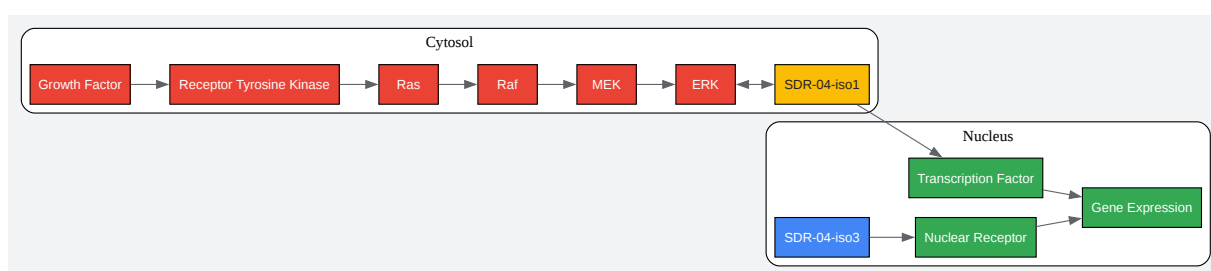 Cytosol
Growth Factor
Receptor Tyrosine Kinase
Ras
Raf
MEK
ERK
SDR-04-iso1
Nucleus
Transcription Factor
Gene Expression
SDR-04-iso3
Nuclear Receptor